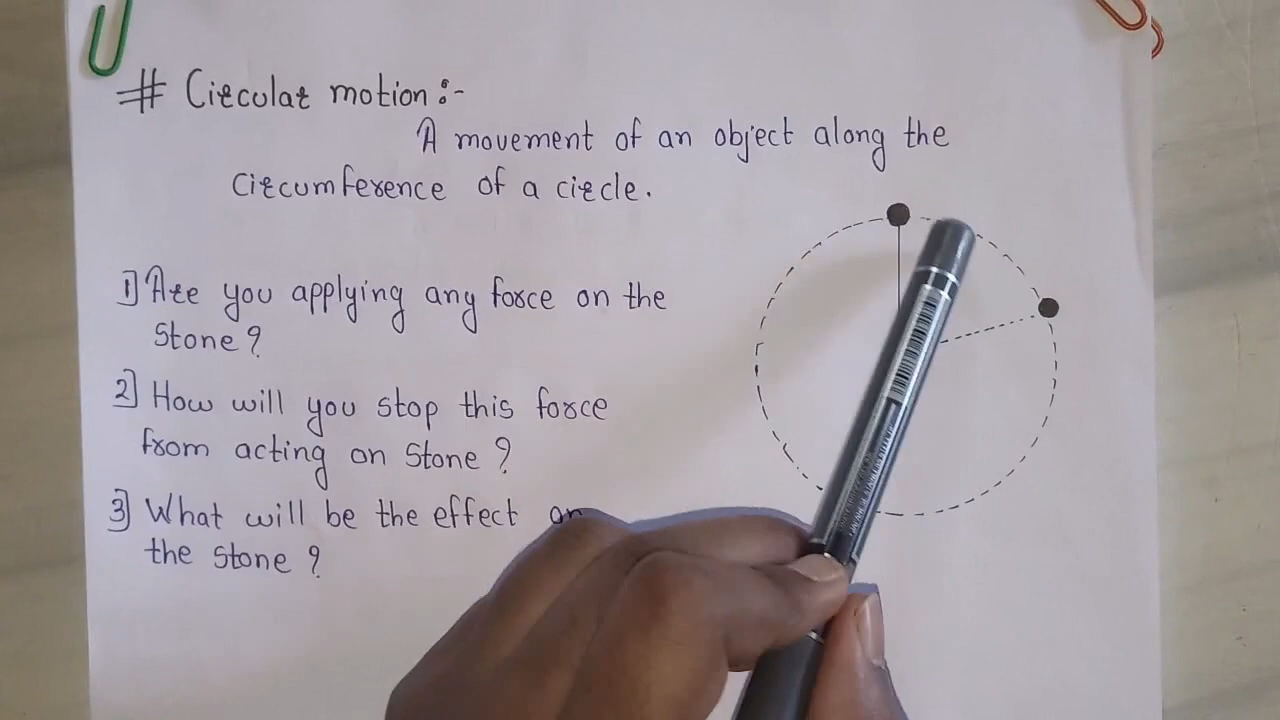 # Circular motion :-
A movement of an object along the
circumference of a circle.
1] Are you applying any force on the
Stone?
2] How will you stop this force
from acting on Stone?
3] What will be the effect on
the Stone?